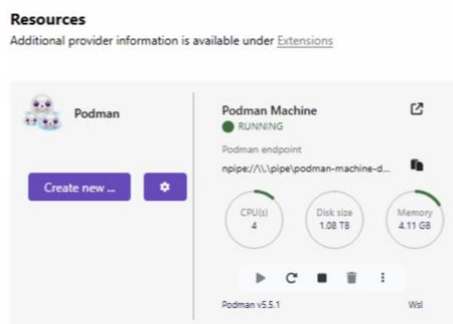 Resources
Additional provider information is available under Extensions
Podman
Create new ...
Podman Machine
RUNNING
Podman endpoint
npipe://\\.\pipe\podman-machine-d...
CPU(s)
4
Disk size
1.08 TB
Memory
4.11 GB
Podman v5.5.1
Wsl